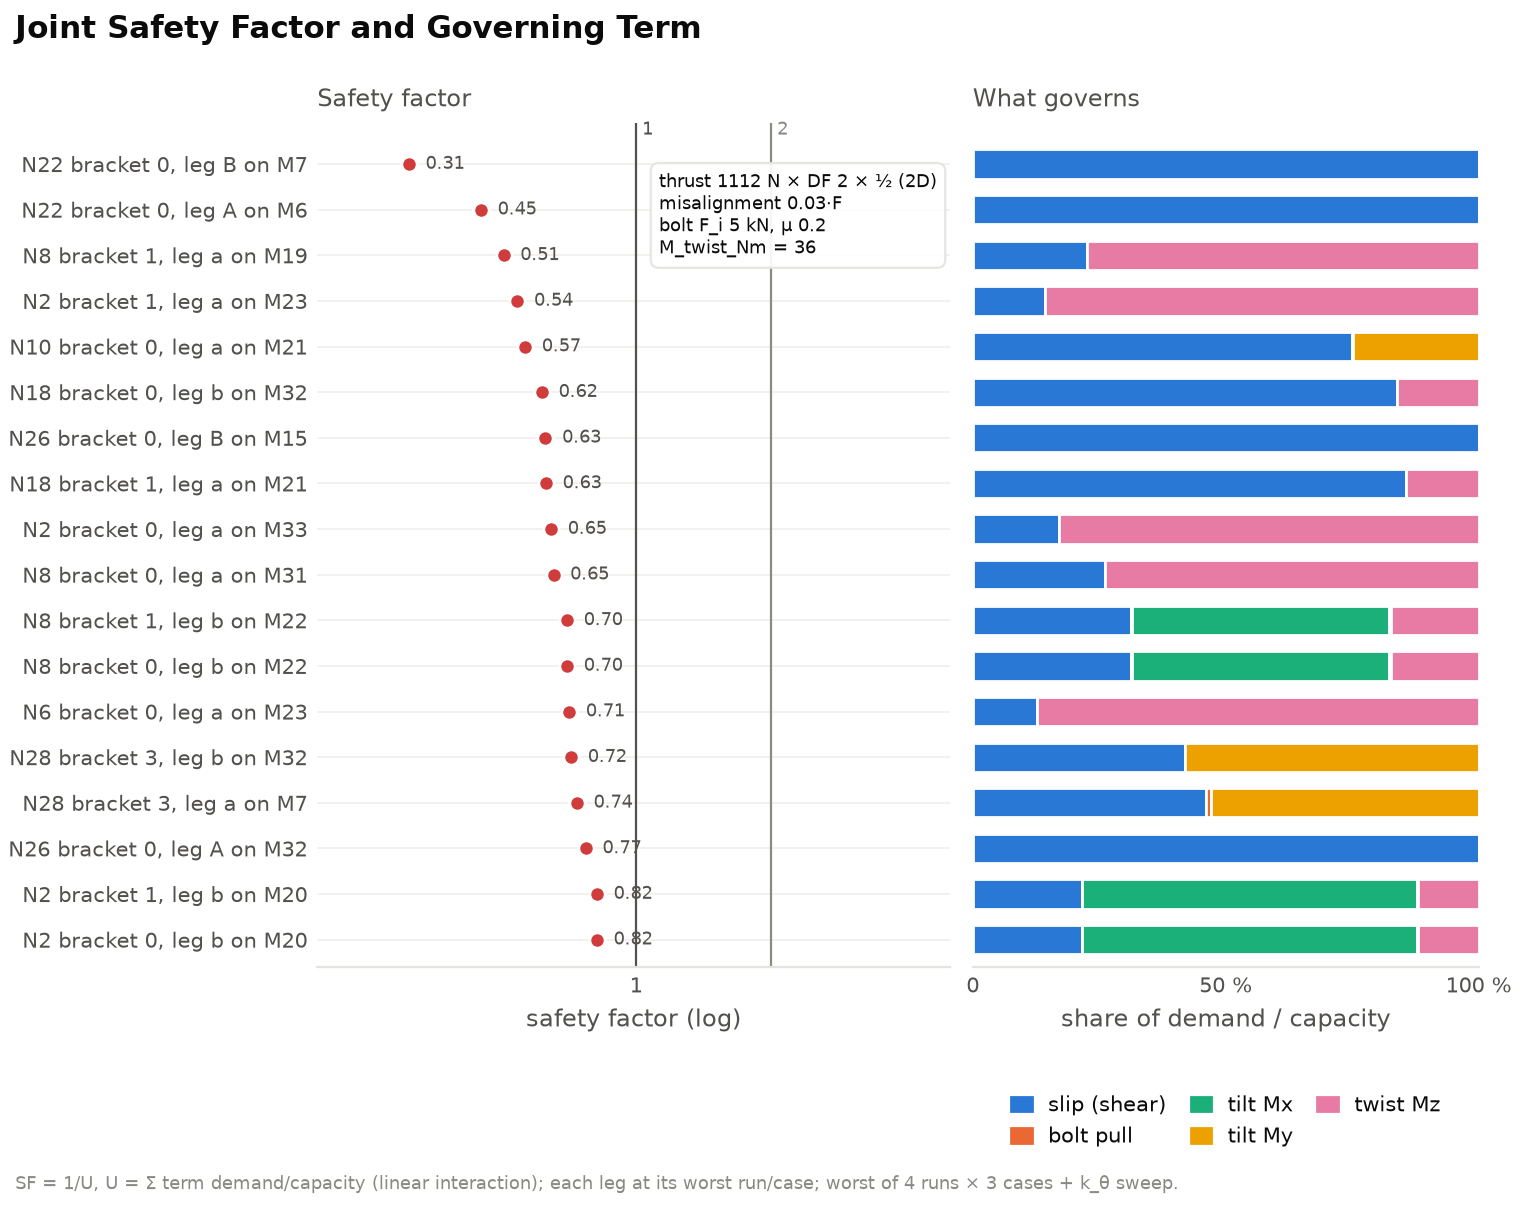 Joint Safety Factor and Governing Term
Safety factor
What governs
1
2
N22 bracket 0, leg B on M7
0.31
thrust 1112 N × DF 2 × ½ (2D)
misalignment 0.03·F
bolt F_i 5 kN, μ 0.2
M_twist_Nm = 36
N22 bracket 0, leg A on M6
0.45
N8 bracket 1, leg a on M19
0.51
N2 bracket 1, leg a on M23
0.54
N10 bracket 0, leg a on M21
0.57
N18 bracket 0, leg b on M32
0.62
N26 bracket 0, leg B on M15
0.63
N18 bracket 1, leg a on M21
0.63
N2 bracket 0, leg a on M33
0.65
N8 bracket 0, leg a on M31
0.65
N8 bracket 1, leg b on M22
0.70
N8 bracket 0, leg b on M22
0.70
N6 bracket 0, leg a on M23
0.71
N28 bracket 3, leg b on M32
0.72
N28 bracket 3, leg a on M7
0.74
N26 bracket 0, leg A on M32
0.77
N2 bracket 1, leg b on M20
0.82
N2 bracket 0, leg b on M20
0.82
1
0
50 %
100 %
safety factor (log)
share of demand / capacity
slip (shear)
tilt Mx
twist Mz
bolt pull
tilt My
SF = 1/U, U = Σ term demand/capacity (linear interaction); each leg at its worst run/case; worst of 4 runs × 3 cases + k_θ sweep.